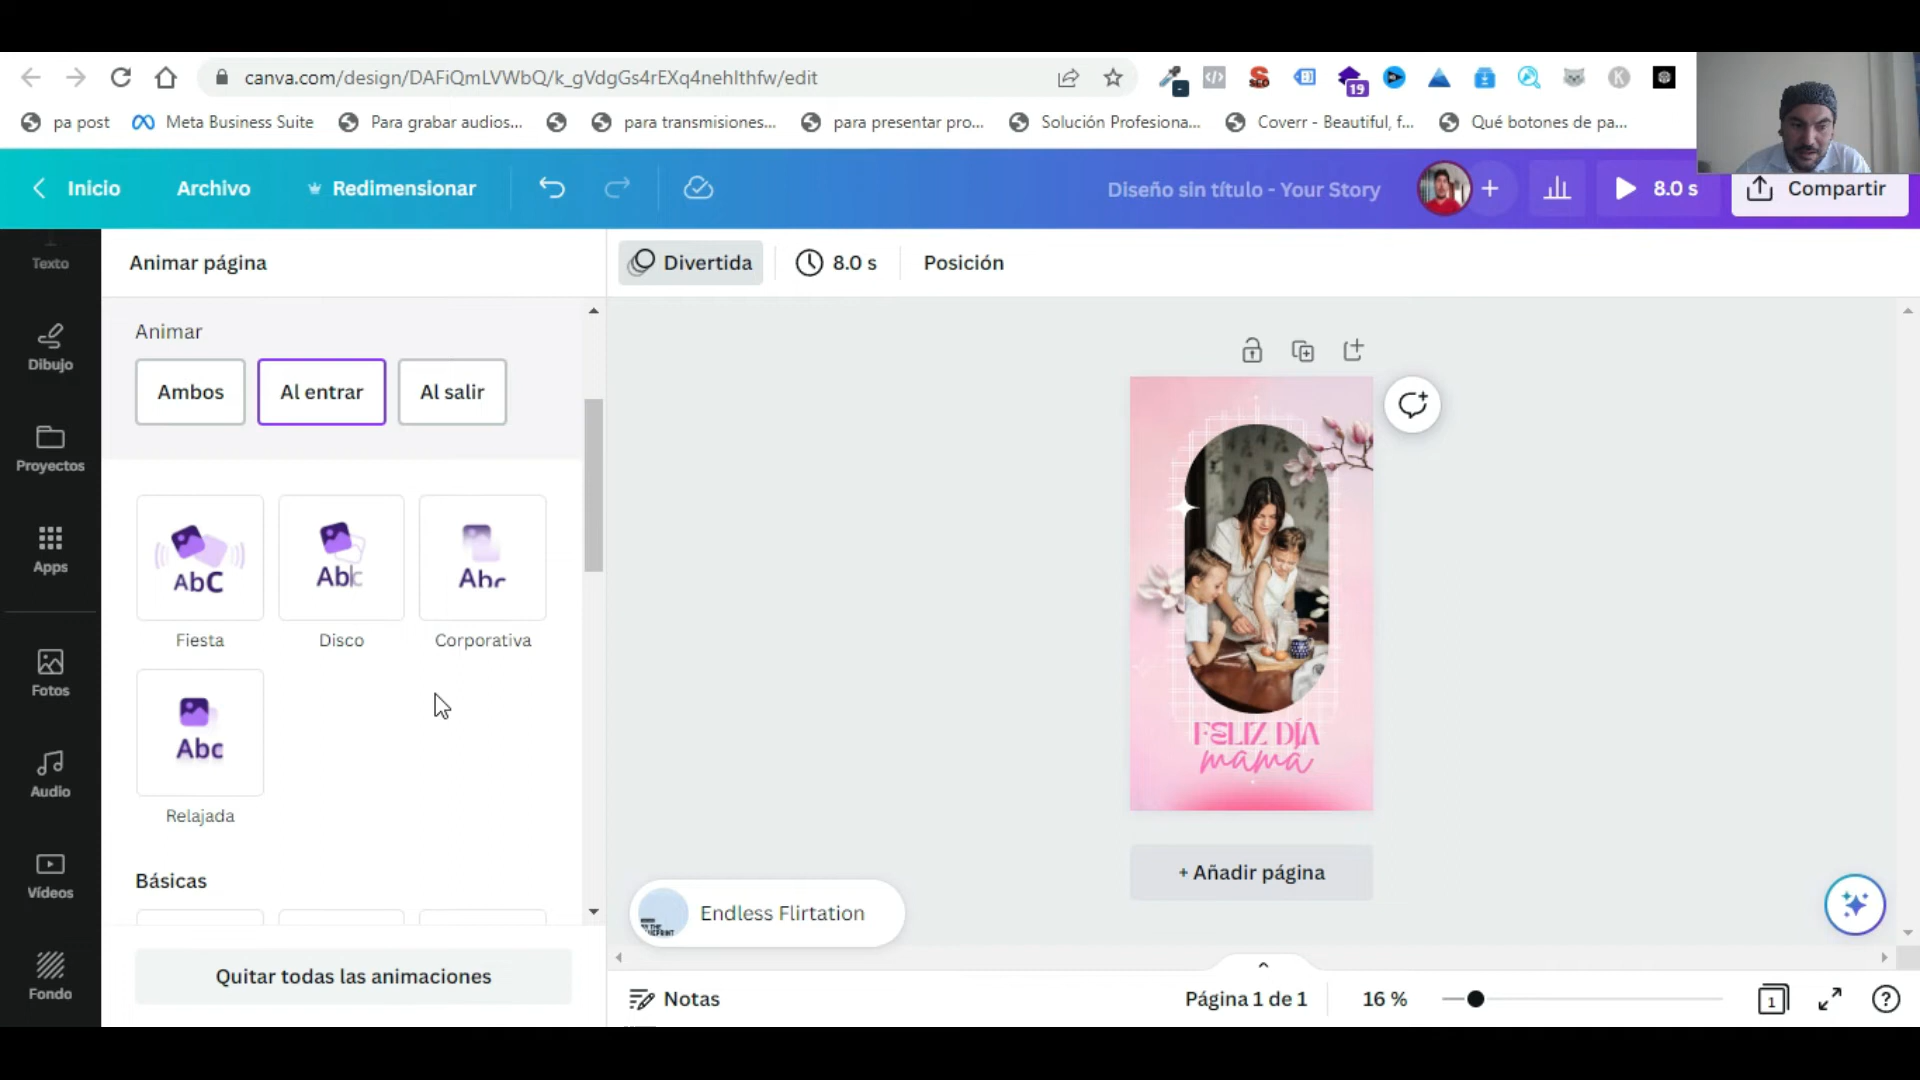 canva.com/design/DAFiQmLVWbQ/k_gVdgGs4rEXq4nehlthfw/edit
19
pa post
Meta Business Suite
Para grabar audios...
para transmisiones...
para presentar pro...
Solución Profesiona...
Coverr - Beautiful, f...
Qué botones de pa...
Inicio
Archivo
Redimensionar
Diseño sin título - Your Story
8.0 s
Compartir
Texto
Dibujo
Proyectos
Apps
Fotos
Audio
Vídeos
Fondo
Animar página
Animar
Ambos
Al entrar
Al salir
AbC
Fiesta
Abc
Disco
Abc
Corporativa
Abc
Relajada
Básicas
Quitar todas las animaciones
Divertida
8.0 s
Posición
FELIZ DÍA
mamá
+ Añadir página
Endless Flirtation
Notas
Página 1 de 1
16 %
1